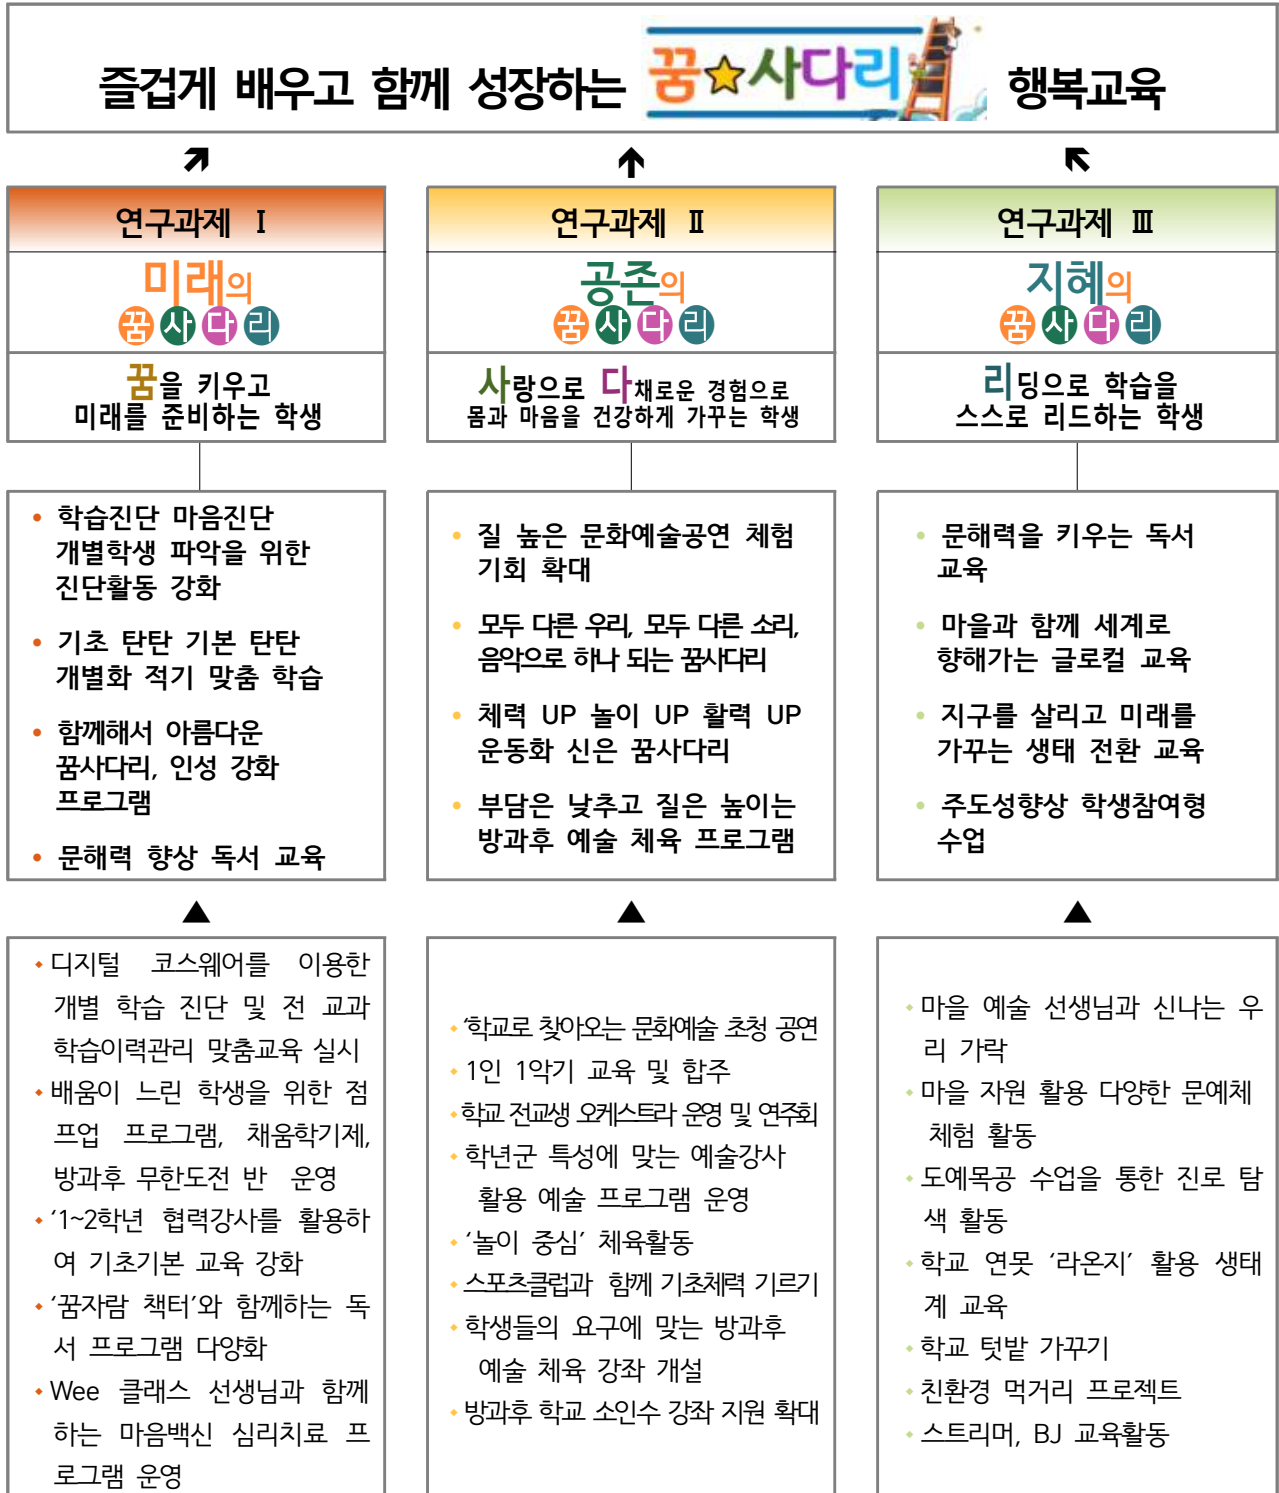 즐겁게 배우고 함께 성장하는 꿈☆사다리 행복교육
연구과제 Ⅰ
미래의
꿈사다리
꿈을 키우고
미래를 준비하는 학생
연구과제 Ⅱ
공존의
꿈사다리
사랑으로 다채로운 경험으로
몸과 마음을 건강하게 가꾸는 학생
연구과제 Ⅲ
지혜의
꿈사다리
리딩으로 학습을
스스로 리드하는 학생
• 학습진단 마음진단
개별학생 파악을 위한
진단활동 강화
• 기초 탄탄 기본 탄탄
개별화 적기 맞춤 학습
• 함께해서 아름다운
꿈사다리, 인성 강화
프로그램
• 문해력 향상 독서 교육
• 질 높은 문화예술공연 체험
기회 확대
• 모두 다른 우리, 모두 다른 소리,
음악으로 하나 되는 꿈사다리
• 체력 UP 놀이 UP 활력 UP
운동화 신은 꿈사다리
• 부담은 낮추고 질은 높이는
방과후 예술 체육 프로그램
• 문해력을 키우는 독서
교육
• 마을과 함께 세계로
향해가는 글로컬 교육
• 지구를 살리고 미래를
가꾸는 생태 전환 교육
• 주도성향상 학생참여형
수업
디지털 코스웨어를 이용한
개별 학습 진단 및 전 교과
학습이력관리 맞춤교육 실시
배움이 느린 학생을 위한 점
프업 프로그램, 채움학기제,
방과후 무한도전 반 운영
‘1~2학년 협력강사를 활용하
여 기초기본 교육 강화
‘꿈자람 책터’와 함께하는 독
서 프로그램 다양화
Wee 클래스 선생님과 함께
하는 마음백신 심리치료 프
로그램 운영
‘학교로 찾아오는 문화예술 초청 공연
1인 1악기 교육 및 합주
학교 전교생 오케스트라 운영 및 연주회
학년군 특성에 맞는 예술강사
활용 예술 프로그램 운영
‘놀이 중심’ 체육활동
스포츠클럽과 함께 기초체력 기르기
학생들의 요구에 맞는 방과후
예술 체육 강좌 개설
방과후 학교 소인수 강좌 지원 확대
마을 예술 선생님과 신나는 우
리 가락
마을 자원 활용 다양한 문예체
체험 활동
도예목공 수업을 통한 진로 탐
색 활동
학교 연못 ‘라온지’ 활용 생태
계 교육
학교 텃밭 가꾸기
친환경 먹거리 프로젝트
스트리머, BJ 교육활동